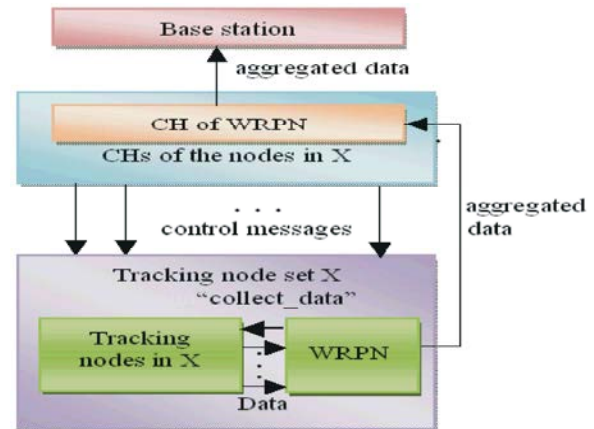 Base station
aggregated data
CH of WRPN
CHs of the nodes in X
. . .
control messages
aggregated
data
Tracking node set X
"collect_data"
Tracking
nodes in X
WRPN
Data